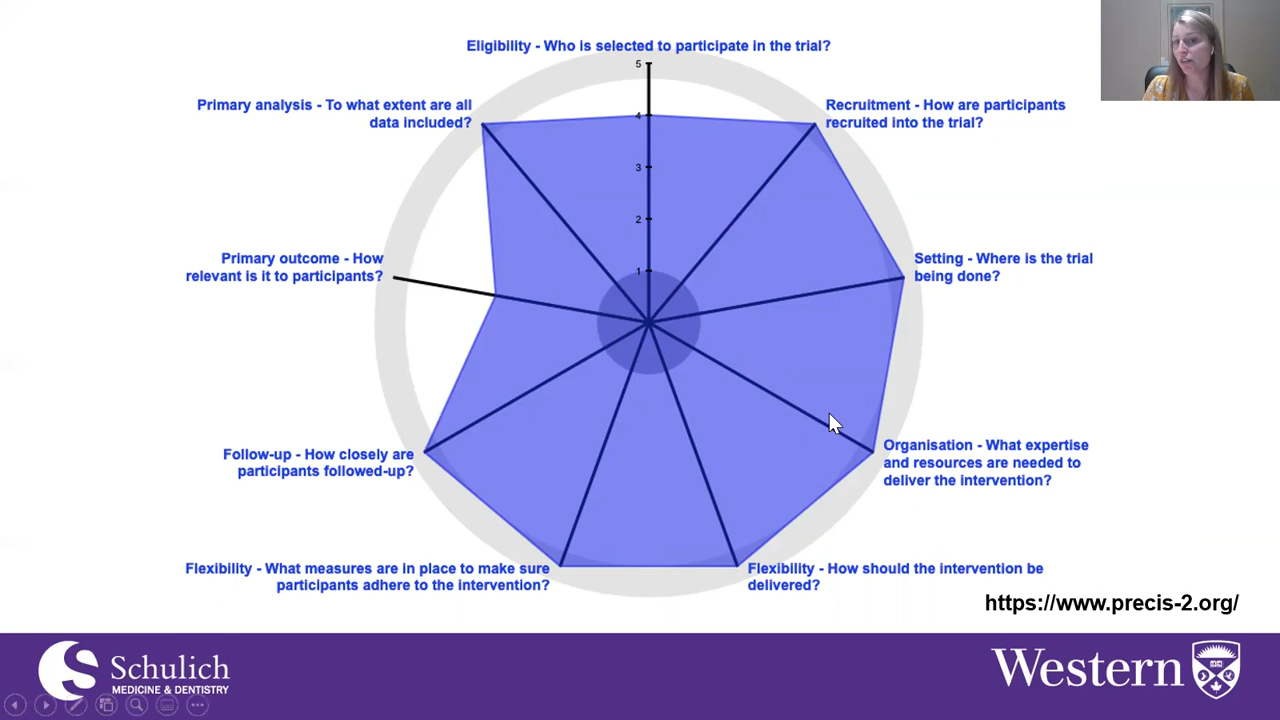 Eligibility - Who is selected to participate in the trial?
5
4
3
2
1
Recruitment - How are participants
recruited into the trial?
Setting - Where is the trial
being done?
Organisation - What expertise
and resources are needed to
deliver the intervention?
Flexibility - How should the intervention be
delivered?
Flexibility - What measures are in place to make sure
participants adhere to the intervention?
Follow-up - How closely are
participants followed-up?
Primary outcome - How
relevant is it to participants?
Primary analysis - To what extent are all
data included?
https://www.precis-2.org/
Schulich
MEDICINE & DENTISTRY
Western